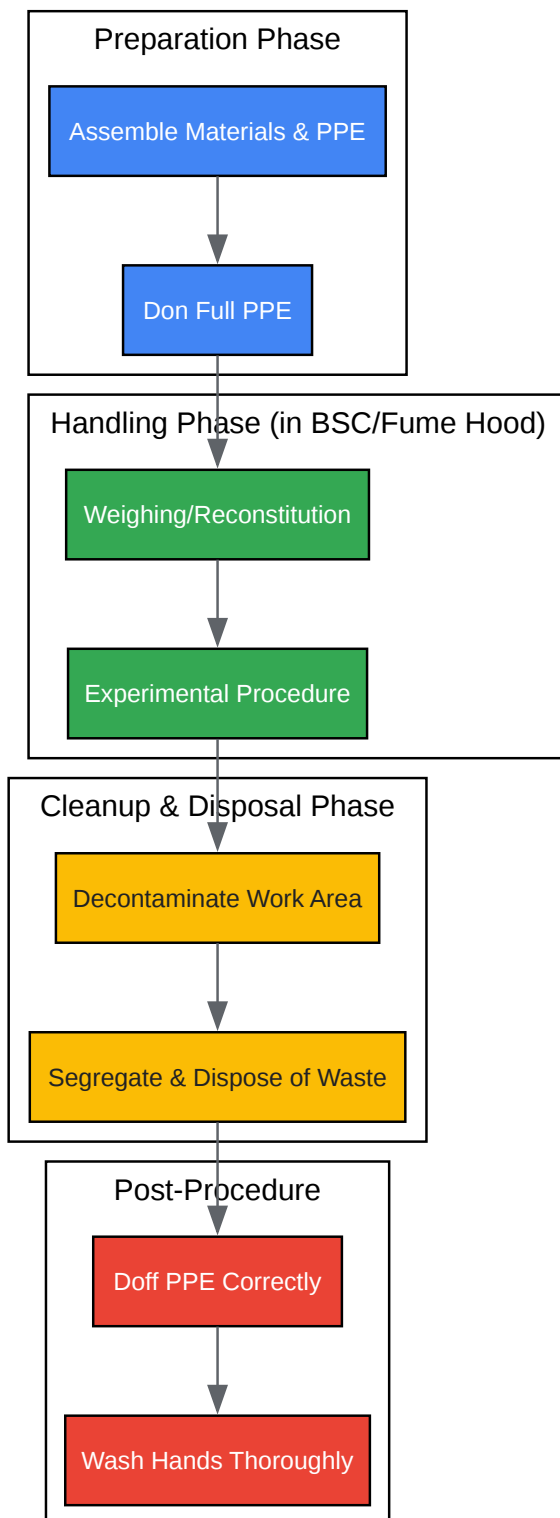 Preparation Phase
Assemble Materials & PPE
Don Full PPE
Handling Phase (in BSC/Fume Hood)
Weighing/Reconstitution
Experimental Procedure
Cleanup & Disposal Phase
Decontaminate Work Area
Segregate & Dispose of Waste
Post-Procedure
Doff PPE Correctly
Wash Hands Thoroughly